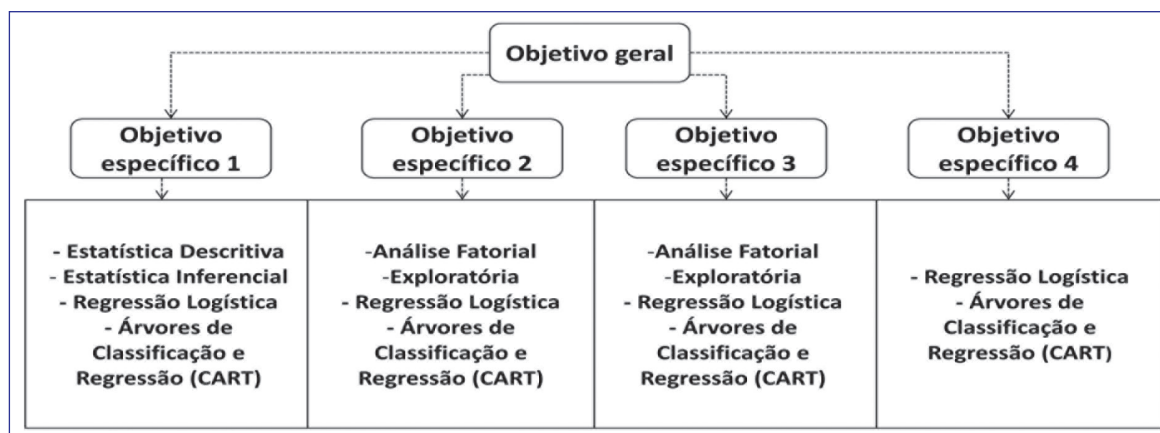 Objetivo geral
Objetivo
específico 1
Objetivo
específico 2
Objetivo
específico 3
Objetivo
específico 4
- Estatística Descritiva
- Estatística Inferencial
- Regressão Logística
- Árvores de
Classificação e
Regressão (CART)
-Análise Fatorial
-Exploratória
- Regressão Logística
- Árvores de
Classificação e
Regressão (CART)
-Análise Fatorial
-Exploratória
- Regressão Logística
- Árvores de
Classificação e
Regressão (CART)
- Regressão Logística
- Árvores de
Classificação e
Regressão (CART)